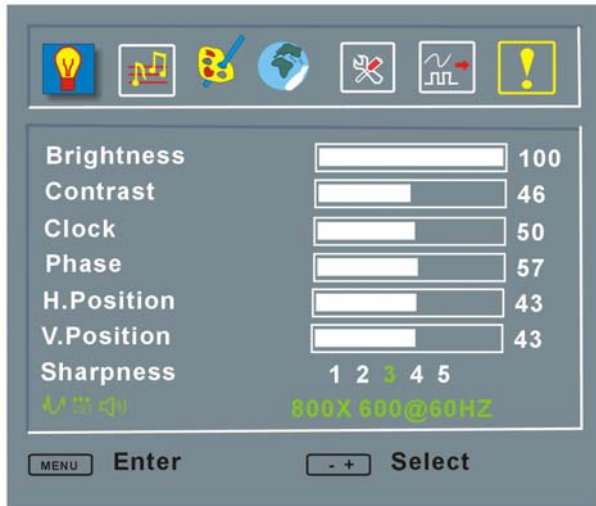 Brightness 100
Contrast 46
Clock 50
Phase 57
H.Position 43
V.Position 43
Sharpness 1 2 3 4 5
800X 600@60HZ
MENU Enter - + Select